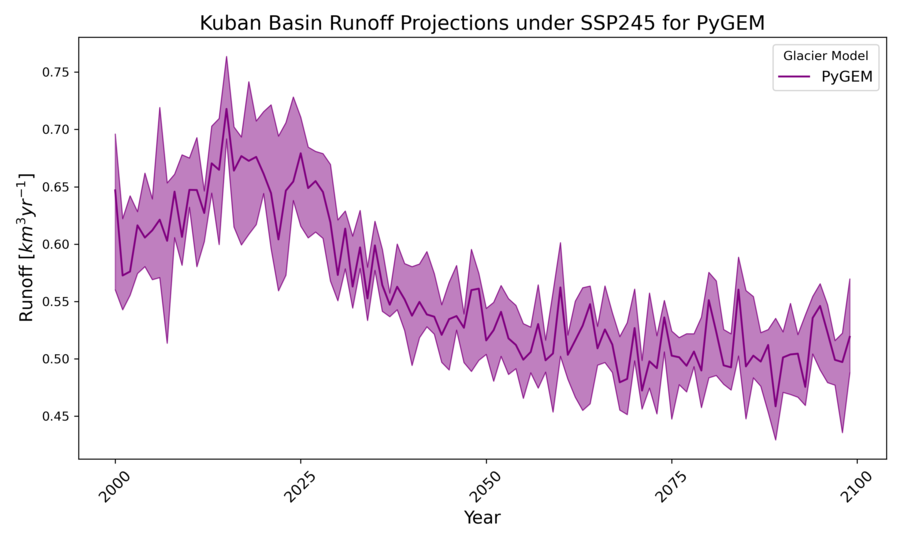 Kuban Basin Runoff Projections under SSP245 for PyGEM
Glacier Model
PyGEM
0.75
0.70
0.65
0.60
0.55
0.50
0.45
Runoff [km³yr⁻¹]
2000
2025
2050
2075
2100
Year